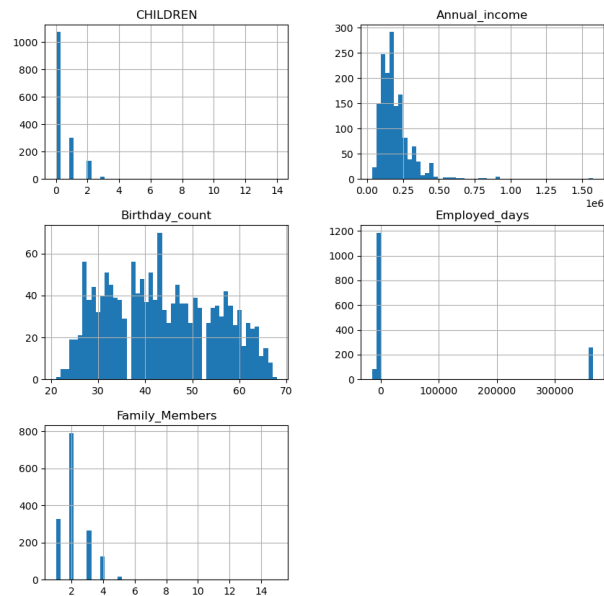 CHILDREN
1000
800
600
400
200
0
0 2 4 6 8 10 12 14
Annual_income
300
250
200
150
100
50
0
0.00 0.25 0.50 0.75 1.00 1.25 1.50
1e6
Birthday_count
60
40
20
0
20 30 40 50 60 70
Employed_days
1200
1000
800
600
400
200
0
0 100000 200000 300000
Family_Members
800
600
400
200
0
2 4 6 8 10 12 14